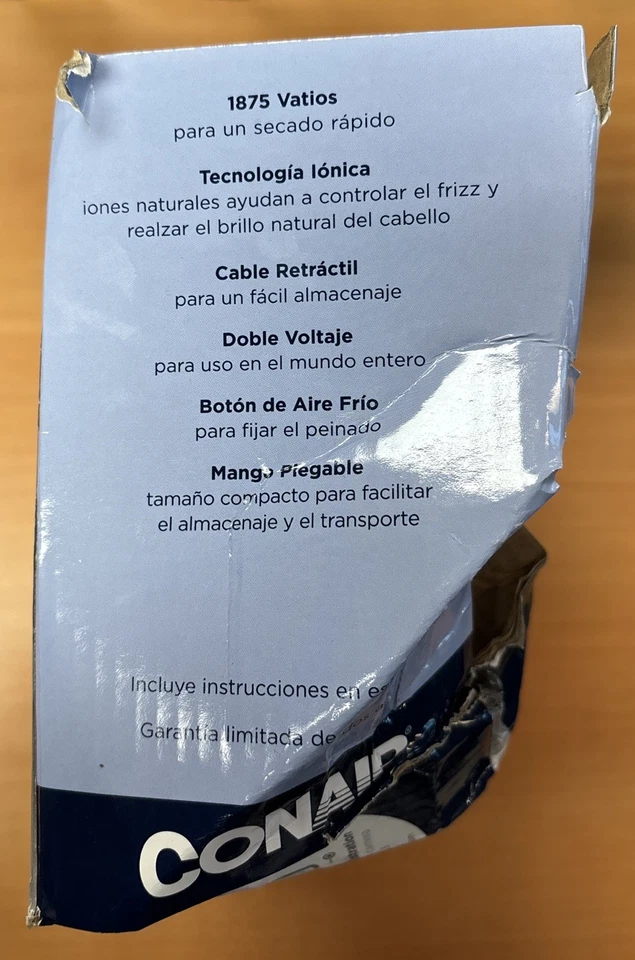 1875 Vatios
para un secado rápido
Tecnología Iónica
iones naturales ayudan a controlar el frizz y
realzar el brillo natural del cabello
Cable Retráctil
para un fácil almacenaje
Doble Voltaje
para uso en el mundo entero
Botón de Aire Frío
para fijar el peinado
Mango Plegable
tamaño compacto para facilitar
el almacenaje y el transporte
Incluye instrucciones en
Garantía limitada de dos
CONAIR